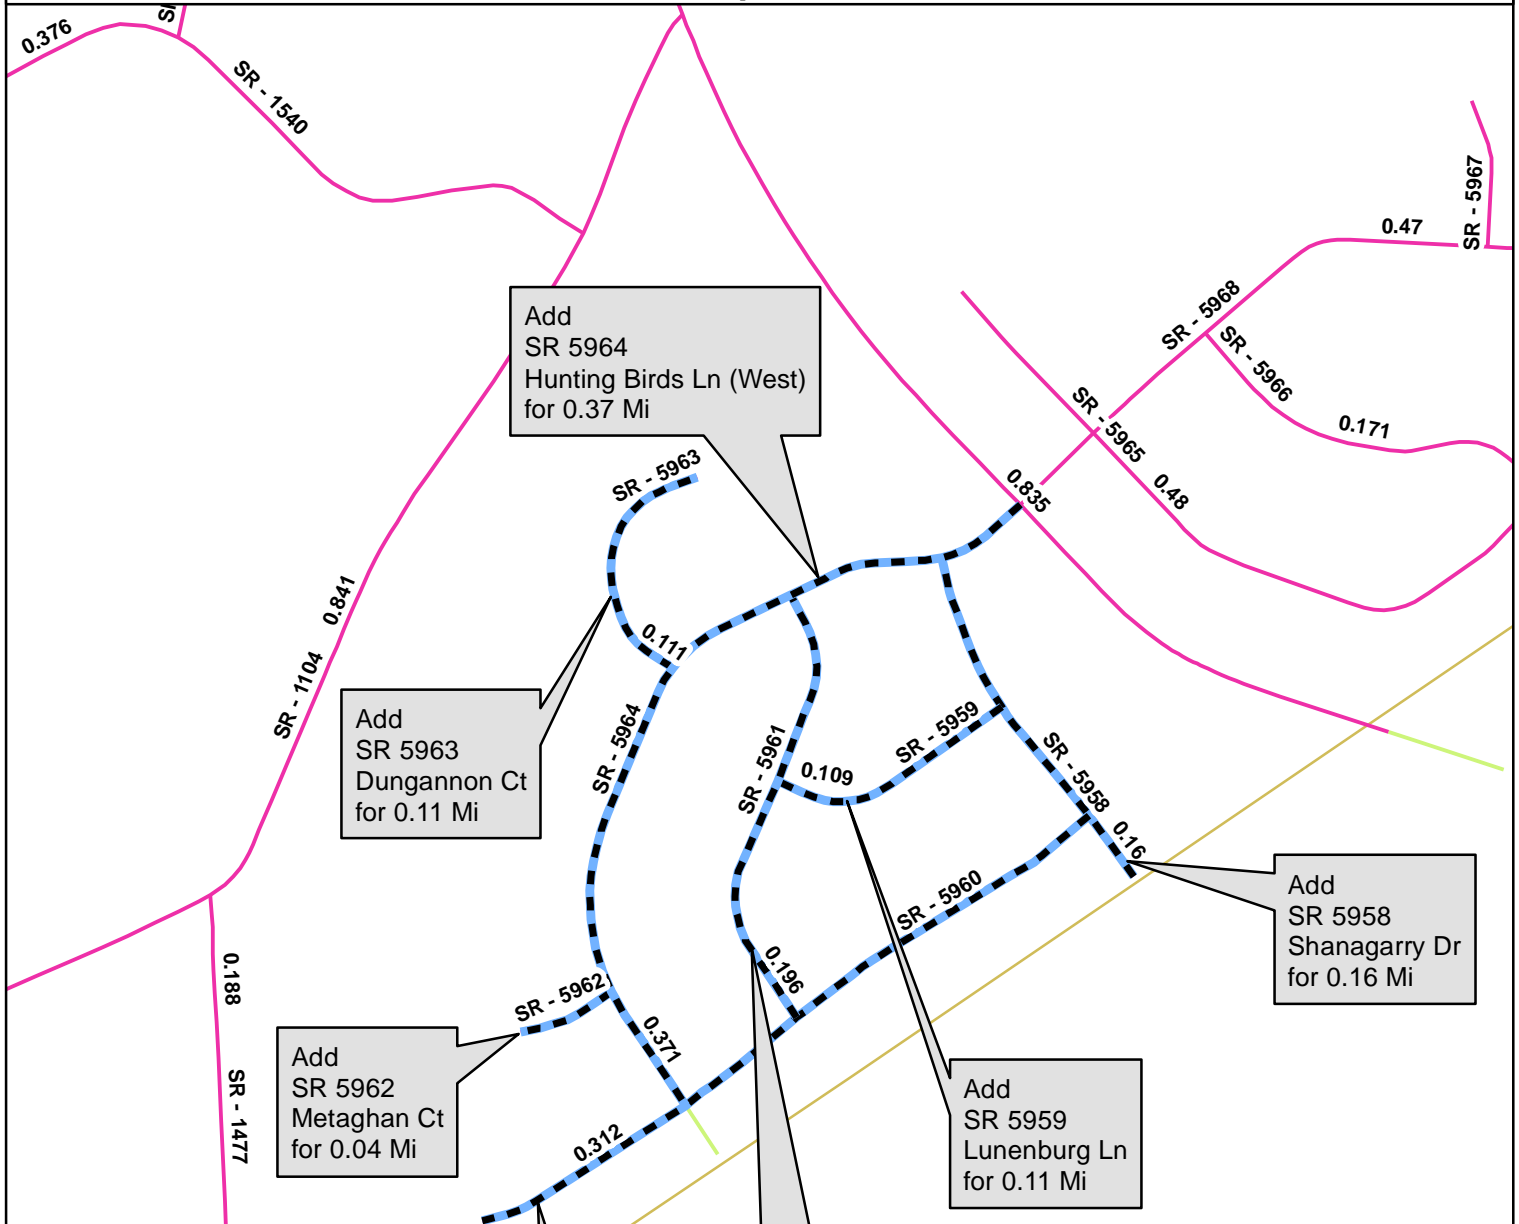 0.376
SR - 1540
SR - 5967
0.47
SR - 5968
SR - 5966
0.171
Add
SR 5964
Hunting Birds Ln (West)
for 0.37 Mi
SR - 5965
0.48
0.835
SR - 5963
0.111
0.841
SR - 1104
Add
SR 5963
Dungannon Ct
for 0.11 Mi
SR - 5964
SR - 5961
0.109
SR - 5959
SR - 5958
0.16
SR - 5960
Add
SR 5958
Shanagarry Dr
for 0.16 Mi
0.188
SR - 1477
SR - 5962
0.196
0.371
Add
SR 5962
Metaghan Ct
for 0.04 Mi
0.312
Add
SR 5959
Lunenburg Ln
for 0.11 Mi